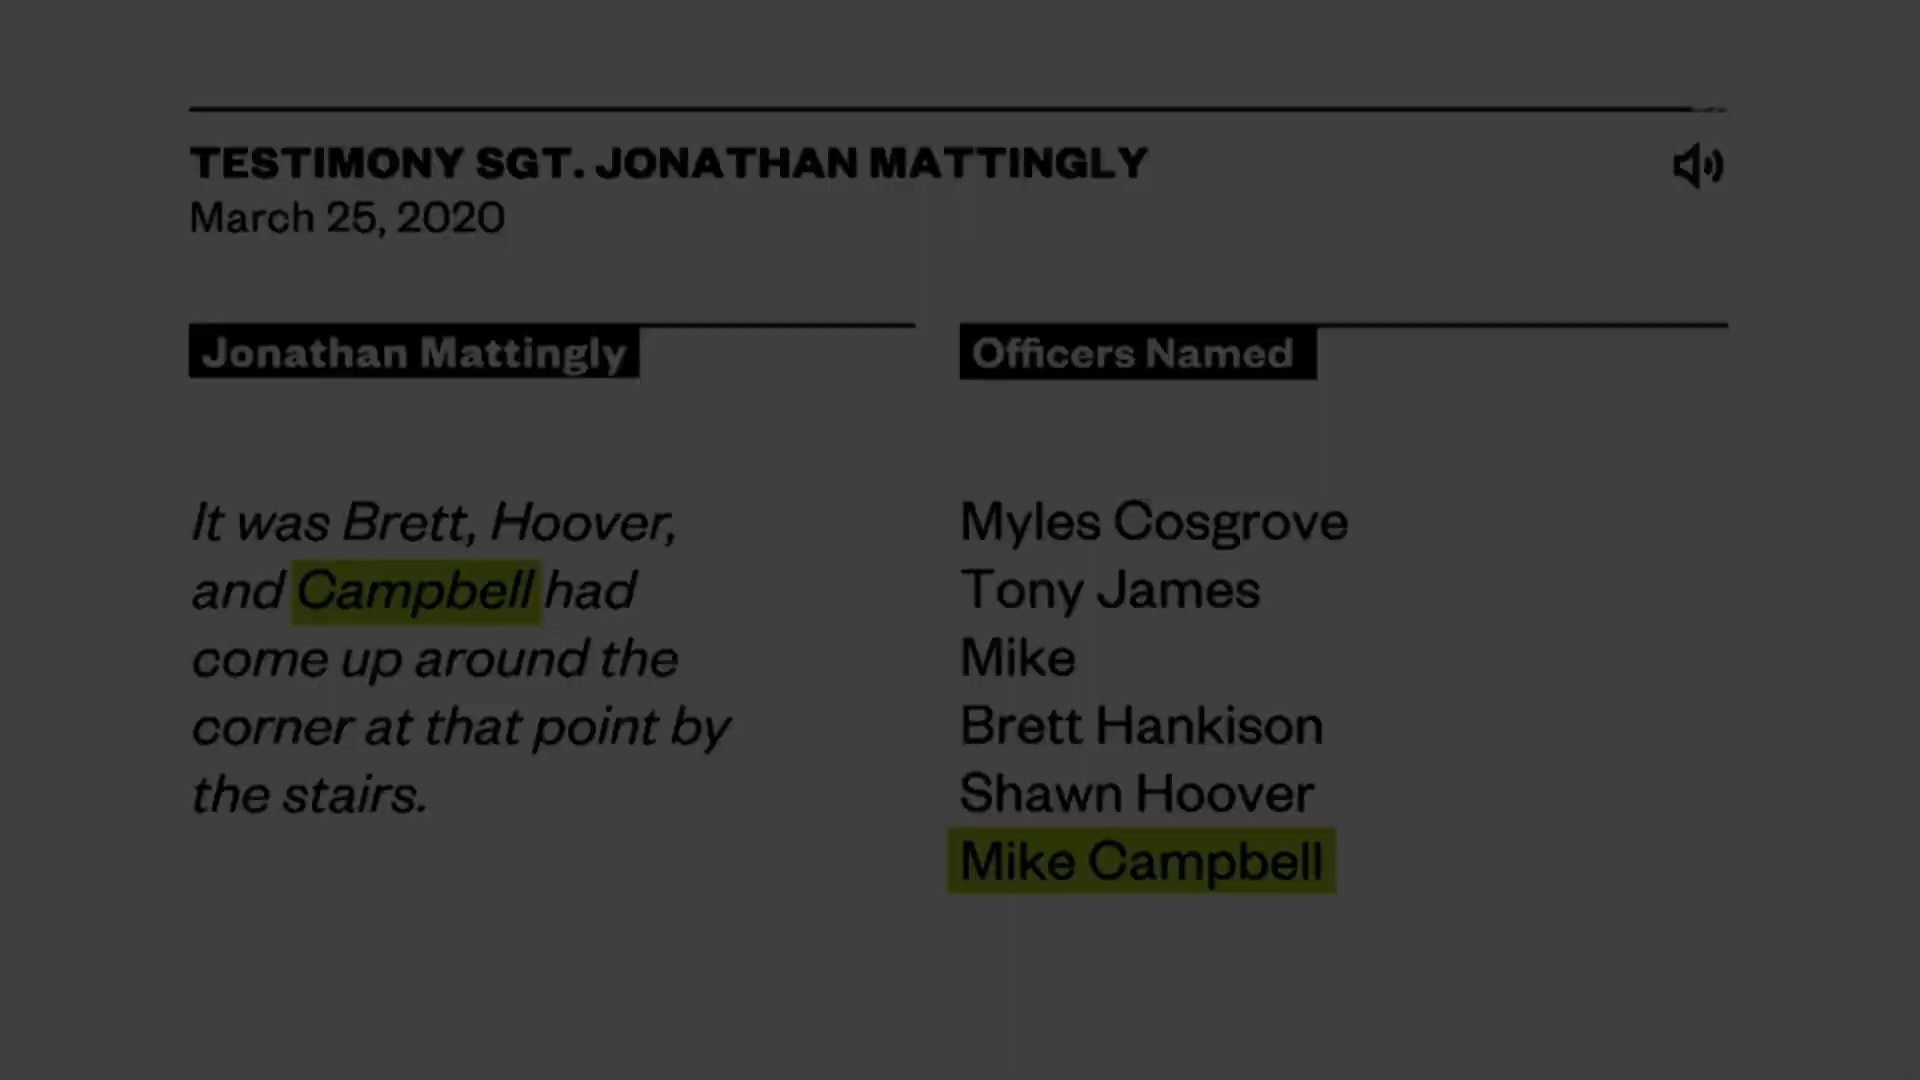 TESTIMONY SGT. JONATHAN MATTINGLY
March 25, 2020
Jonathan Mattingly
It was Brett, Hoover,
and Campbell had
come up around the
corner at that point by
the stairs.
Officers Named
Myles Cosgrove
Tony James
Mike
Brett Hankison
Shawn Hoover
Mike Campbell